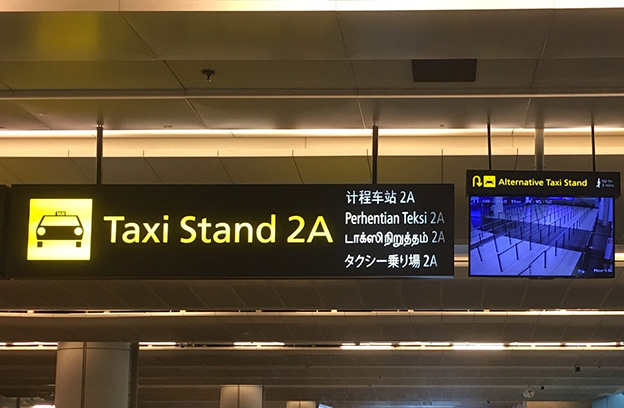 Taxi Stand 2A
计程车站 2A
Perhentian Teksi 2A
டாக்ஸி நிறுத்தம் 2A
タクシー乗り場 2A
Alternative Taxi Stand